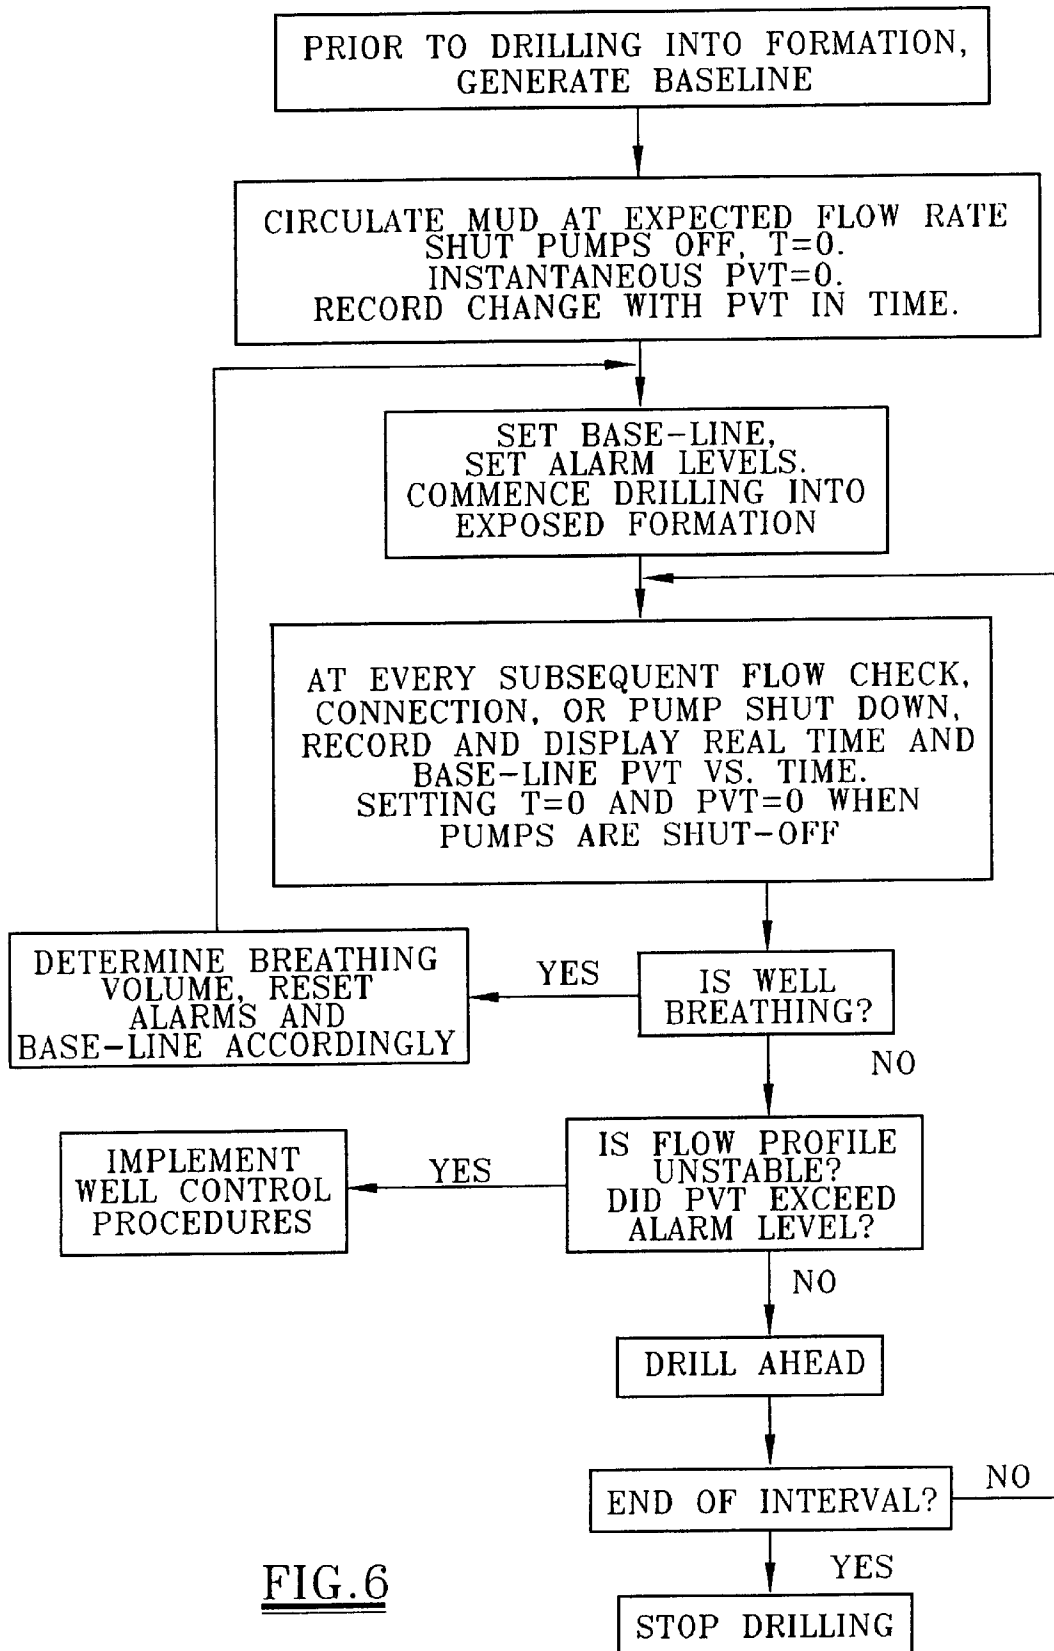 PRIOR TO DRILLING INTO FORMATION,
GENERATE BASELINE
CIRCULATE MUD AT EXPECTED FLOW RATE
SHUT PUMPS OFF, T=0.
INSTANTANEOUS PVT=0.
RECORD CHANGE WITH PVT IN TIME.
SET BASE-LINE,
SET ALARM LEVELS.
COMMENCE DRILLING INTO
EXPOSED FORMATION
AT EVERY SUBSEQUENT FLOW CHECK,
CONNECTION, OR PUMP SHUT DOWN,
RECORD AND DISPLAY REAL TIME AND
BASE-LINE PVT VS. TIME.
SETTING T=0 AND PVT=0 WHEN
PUMPS ARE SHUT-OFF
IS WELL
BREATHING?
YES
DETERMINE BREATHING
VOLUME, RESET
ALARMS AND
BASE-LINE ACCORDINGLY
NO
IS FLOW PROFILE
UNSTABLE?
DID PVT EXCEED
ALARM LEVEL?
YES
IMPLEMENT
WELL CONTROL
PROCEDURES
NO
DRILL AHEAD
END OF INTERVAL?
NO
YES
STOP DRILLING
FIG.6